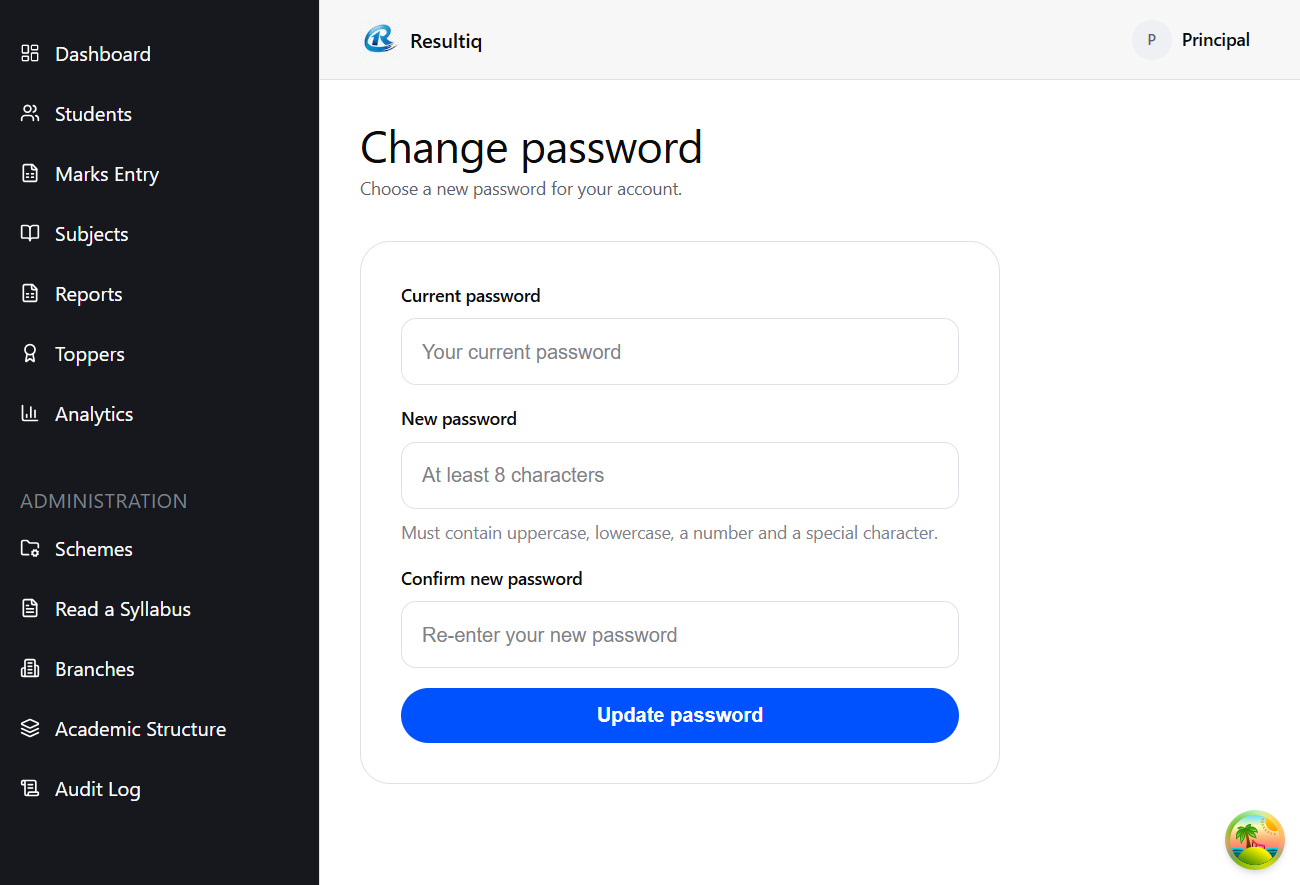 Dashboard
Students
Marks Entry
Subjects
Reports
Toppers
Analytics
ADMINISTRATION
Schemes
Read a Syllabus
Branches
Academic Structure
Audit Log
Resultiq
P Principal
Change password
Choose a new password for your account.
Current password
Your current password
New password
At least 8 characters
Must contain uppercase, lowercase, a number and a special character.
Confirm new password
Re-enter your new password
Update password